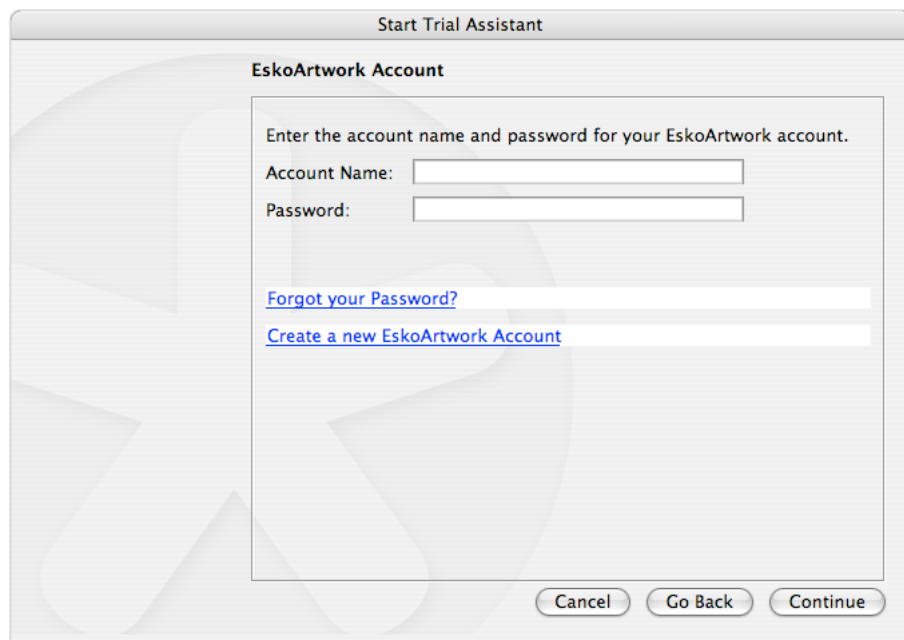 Start Trial Assistant
EskoArtwork Account
Enter the account name and password for your EskoArtwork account.
Account Name:
Password:
Forgot your Password?
Create a new EskoArtwork Account
Cancel Go Back Continue